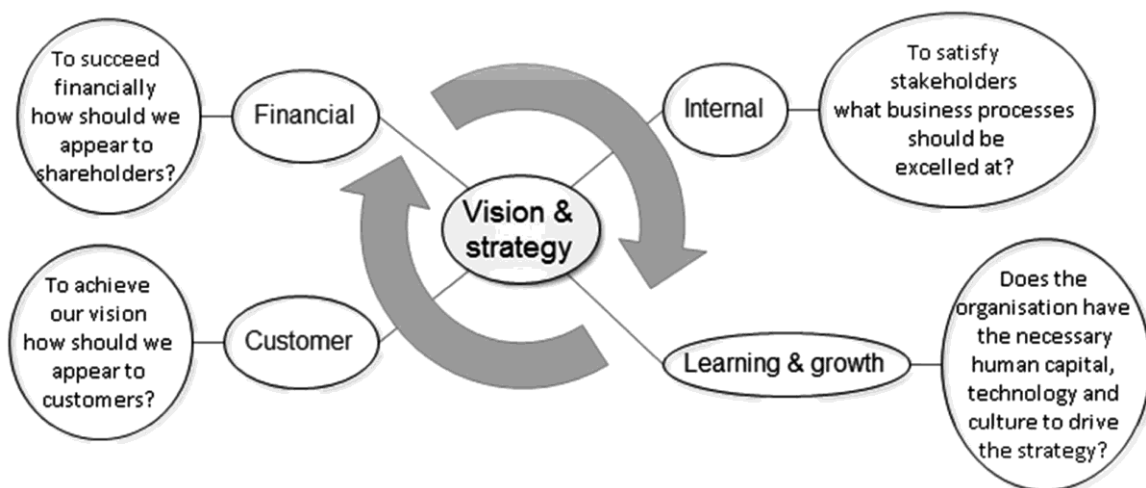 To succeed
financially
how should we
appear to
shareholders?
Financial
Internal
To satisfy
stakeholders
what business processes
should be
excelled at?
Vision &
strategy
To achieve
our vision
how should we
appear to
customers?
Customer
Learning & growth
Does the
organisation have
the necessary
human capital,
technology and
culture to drive
the strategy?